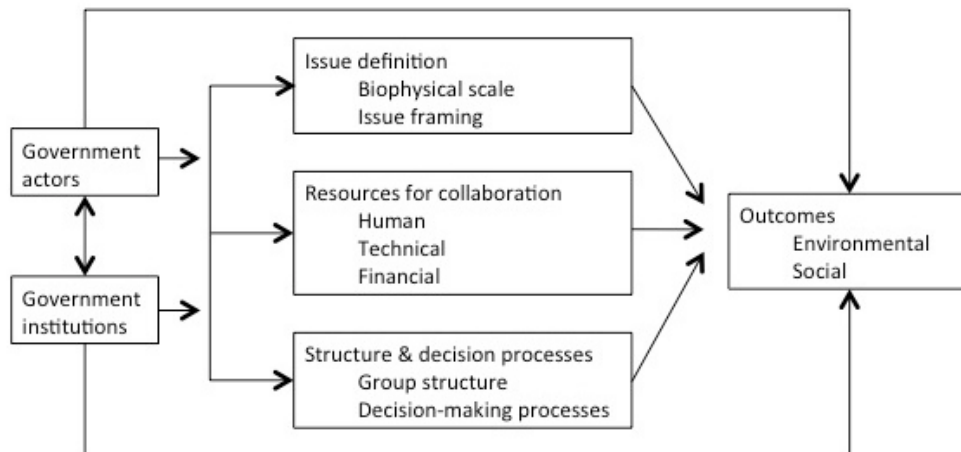 Issue definition
Biophysical scale
Issue framing
Government
actors
Resources for collaboration
Human
Technical
Financial
Outcomes
Environmental
Social
Government
institutions
Structure & decision processes
Group structure
Decision-making processes